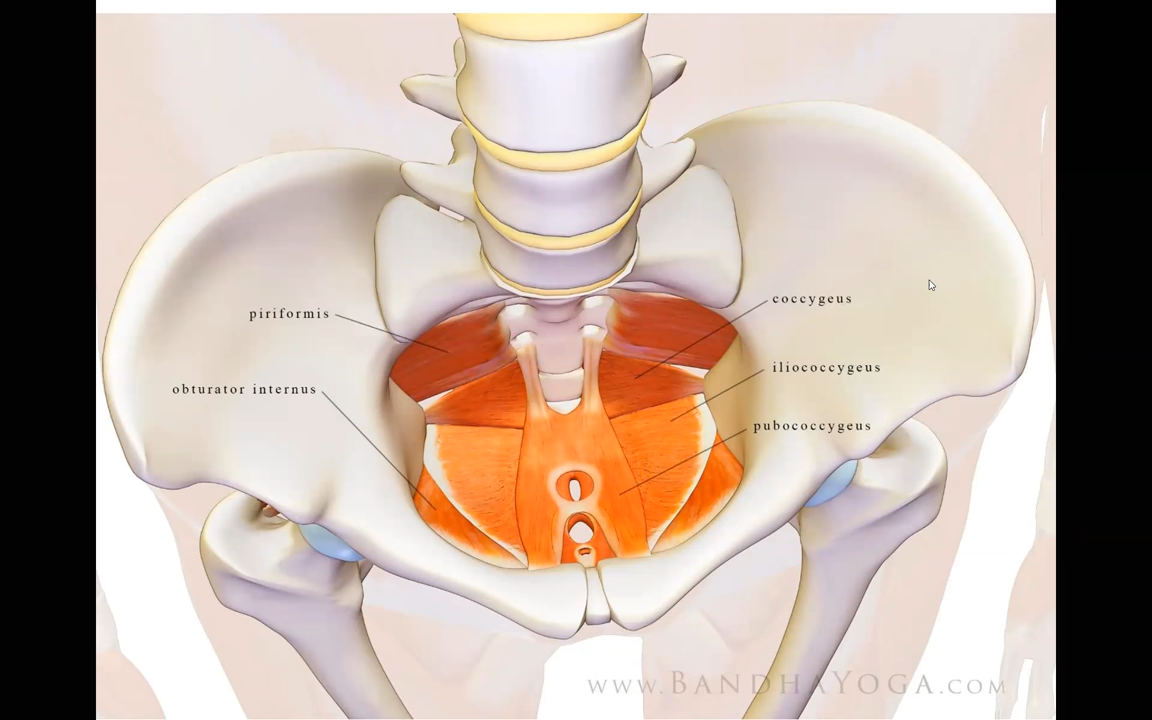 coccygeus
piriformis
iliococcygeus
obturator internus
pubococcygeus
www.BandhaYoga.com